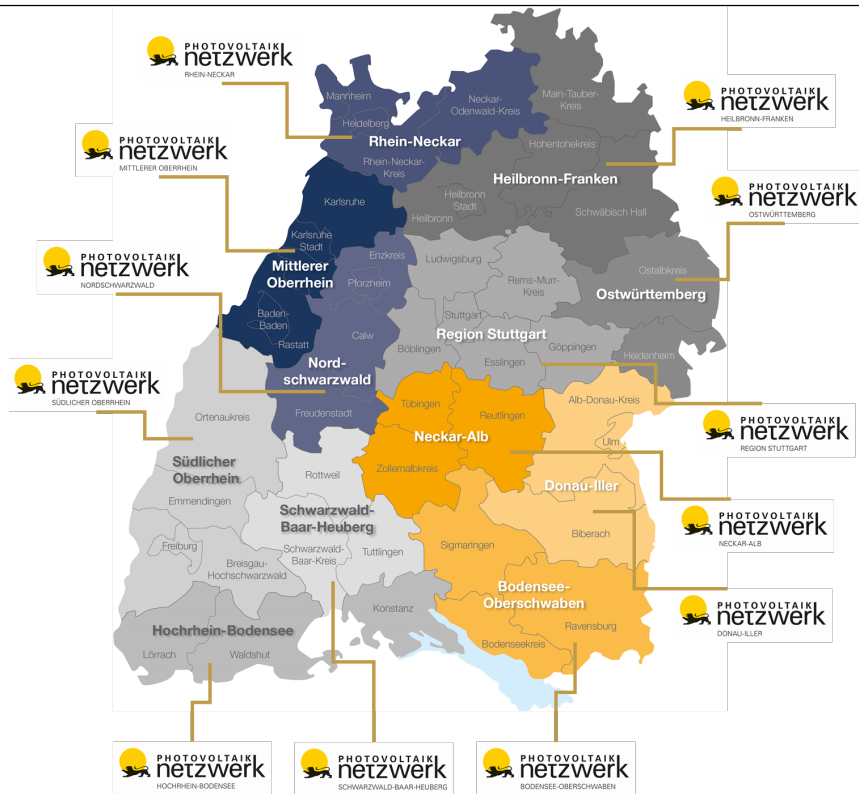 PHOTOVOLTAIK
netzwerk
RHEIN-NECKAR
PHOTOVOLTAIK
netzwerk
HEILBRONN-FRANKEN
PHOTOVOLTAIK
netzwerk
MITTLERER OBERRHEIN
PHOTOVOLTAIK
netzwerk
OSTWÜRTTEMBERG
PHOTOVOLTAIK
netzwerk
NORDSCHWARZWALD
PHOTOVOLTAIK
netzwerk
SÜDLICHER OBERRHEIN
PHOTOVOLTAIK
netzwerk
REGION STUTTGART
PHOTOVOLTAIK
netzwerk
NECKAR-ALB
PHOTOVOLTAIK
netzwerk
DONAU-ILLER
PHOTOVOLTAIK
netzwerk
HOCHRHEIN-BODENSEE
PHOTOVOLTAIK
netzwerk
SCHWARZWALD-BAAR-HEUBERG
PHOTOVOLTAIK
netzwerk
BODENSEE-OBERSCHWABEN
Mannheim
Heidelberg
Neckar-
Odenwald-Kreis
Rhein-Neckar
Rhein-Neckar-
Kreis
Main-Tauber-
Kreis
Hohenlohekreis
Heilbronn-Franken
Heilbronn
Stadt
Heilbronn
Schwäbisch Hall
Karlsruhe
Karlsruhe
Stadt
Mittlerer
Oberrhein
Baden-
Baden
Rastatt
Enzkreis
Pforzheim
Calw
Nord-
schwarzwald
Freudenstadt
Ludwigsburg
Rems-Murr-
Kreis
Stuttgart
Region Stuttgart
Böblingen
Esslingen
Göppingen
Ostalbkreis
Ostwürttemberg
Heidenheim
Tübingen
Reutlingen
Neckar-Alb
Zollernalbkreis
Alb-Donau-Kreis
Ulm
Donau-Iller
Biberach
Ortenaukreis
Südlicher
Oberrhein
Emmendingen
Freiburg
Breisgau-
Hochschwarzwald
Rottweil
Schwarzwald-
Baar-Heuberg
Schwarzwald-
Baar-Kreis
Tuttlingen
Sigmaringen
Bodensee-
Oberschwaben
Ravensburg
Bodenseekreis
Konstanz
Hochrhein-Bodensee
Lörrach
Waldshut